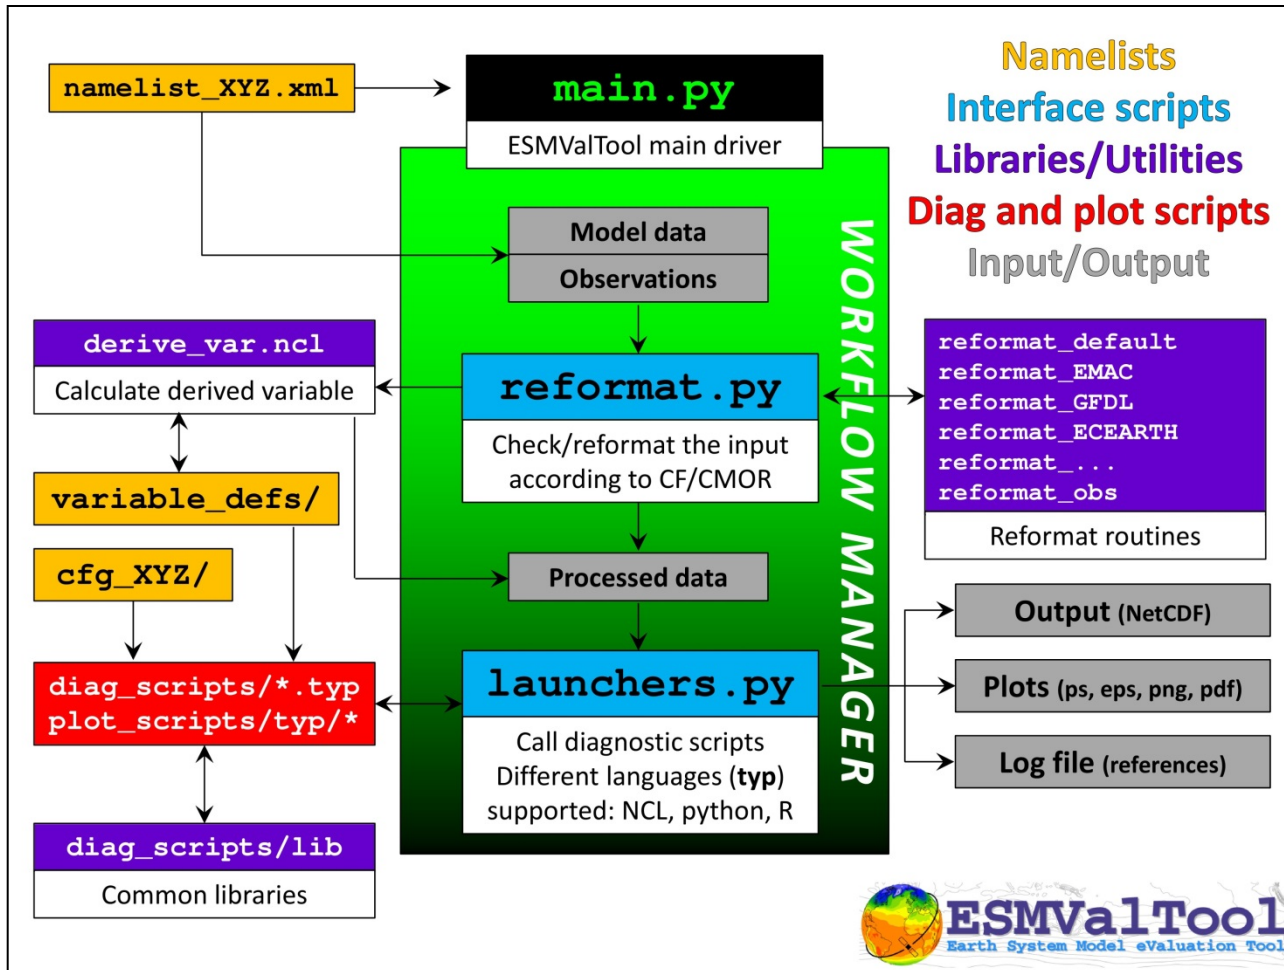 namelist_XYZ.xml
main.py
ESMValTool main driver
Namelists
Interface scripts
Libraries/Utilities
Diag and plot scripts
Input/Output
WORKFLOW MANAGER
Model data
Observations
derive_var.ncl
Calculate derived variable
reformat.py
Check/reformat the input
according to CF/CMOR
reformat_default
reformat_EMAC
reformat_GFDL
reformat_ECEARTH
reformat_...
reformat_obs
Reformat routines
variable_defs/
cfg_XYZ/
Processed data
diag_scripts/*.typ
plot_scripts/typ/*
launchers.py
Call diagnostic scripts
Different languages (typ)
supported: NCL, python, R
Output (NetCDF)
Plots (ps, eps, png, pdf)
Log file (references)
diag_scripts/lib
Common libraries
ESMValTool
Earth System Model eValuation Tool